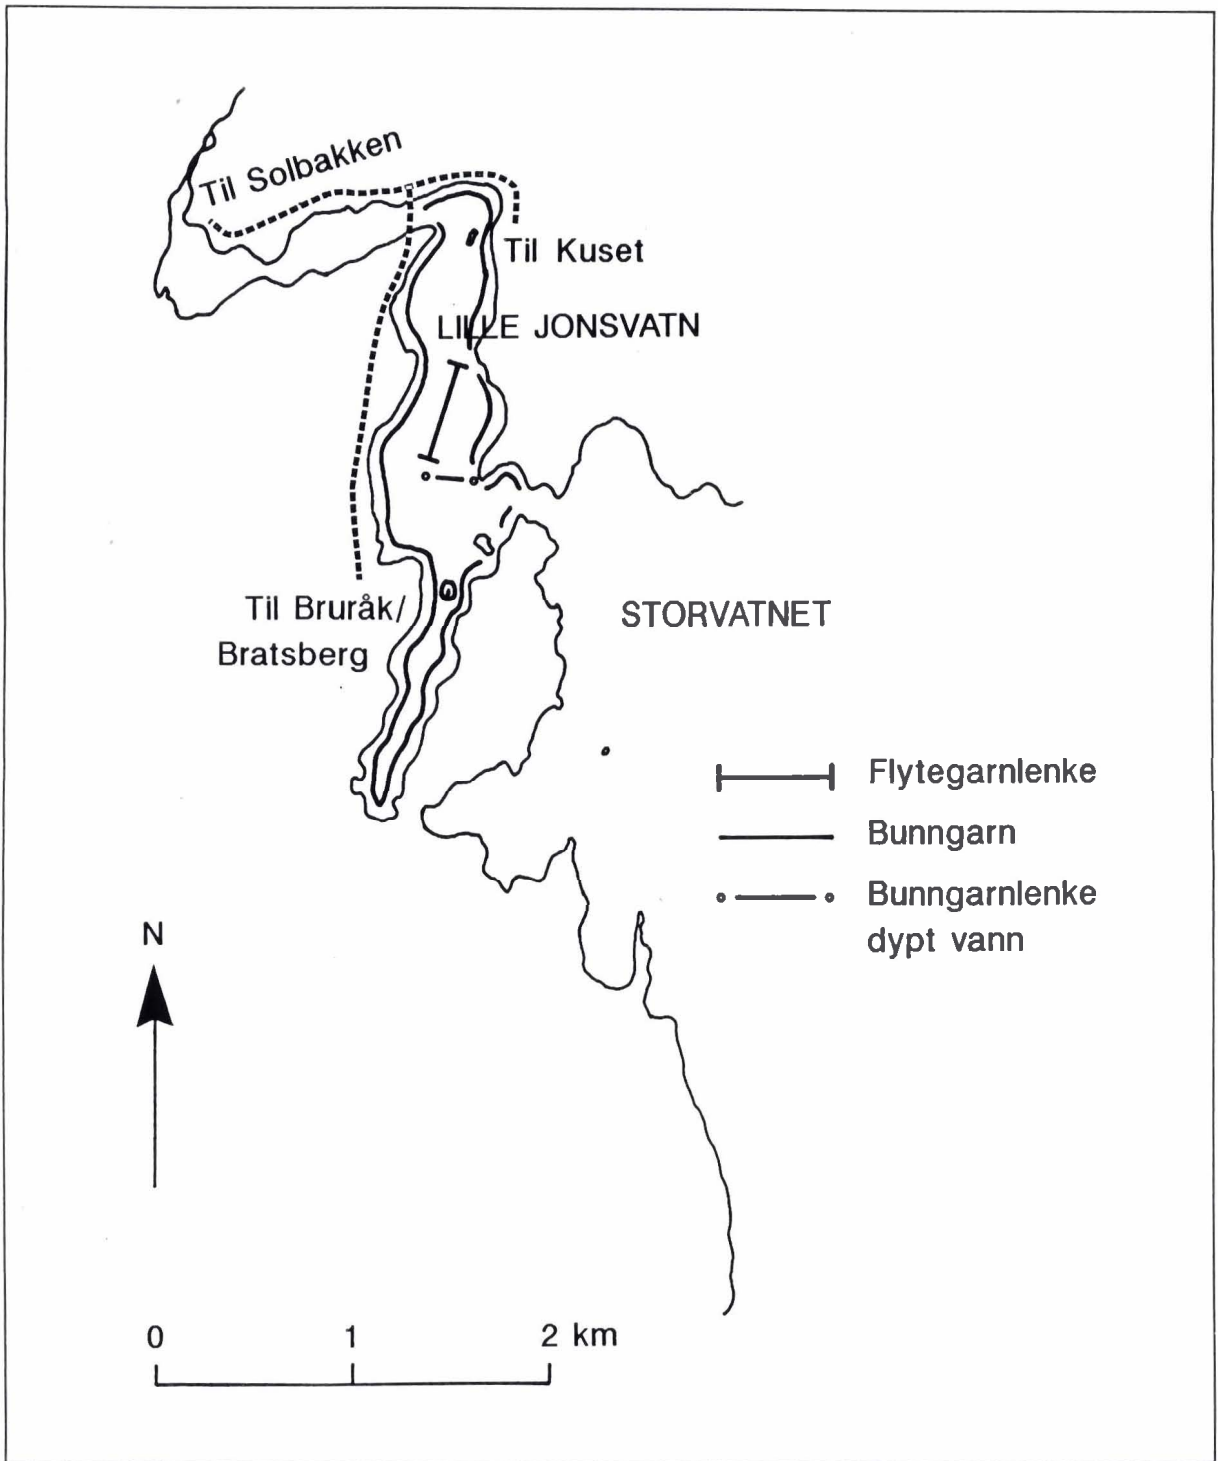 Til Solbakken
Til Kuset
LILLE JONSVATN
Til Bruråk/
Bratsberg
STORVATNET
Flytegarnlenke
Bunngarn
Bunngarnlenke
dypt vann
N
0 1 2 km